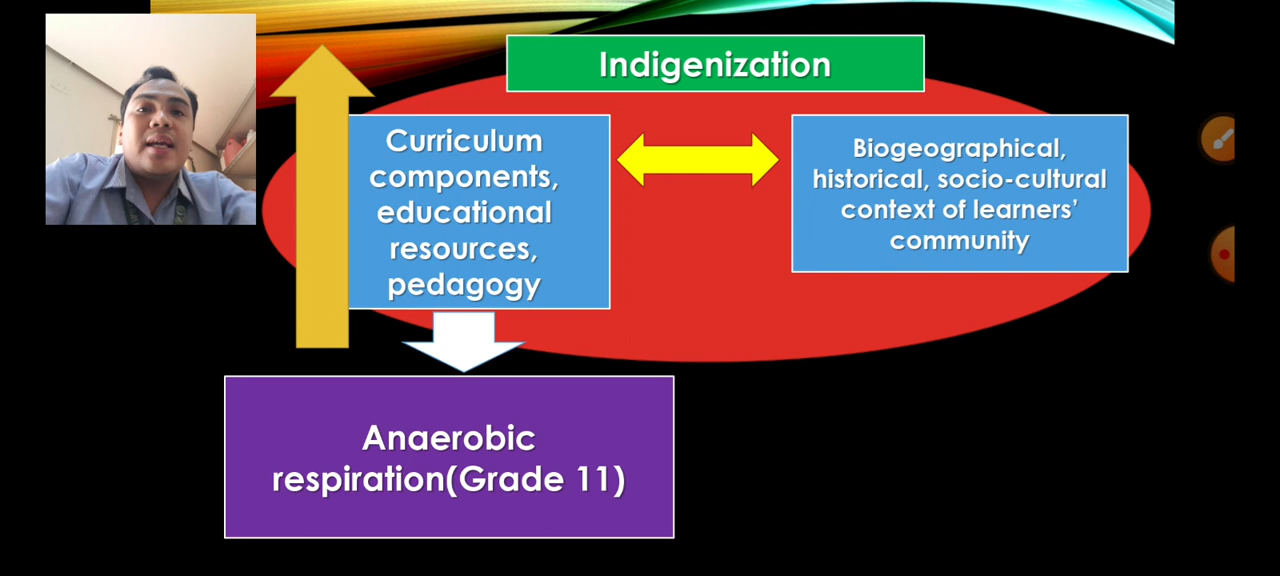 Indigenization
Curriculum
components,
educational
resources,
pedagogy
Biogeographical,
historical, socio-cultural
context of learners’
community
Anaerobic
respiration(Grade 11)